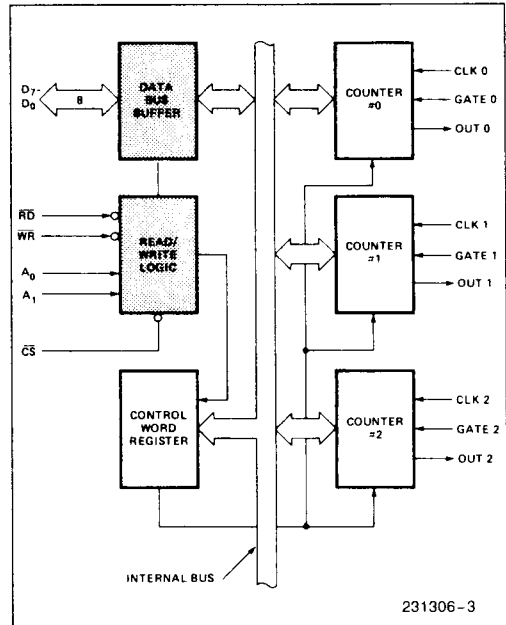 D7-
D0
8
DATA
BUS
BUFFER
COUNTER
#0
CLK 0
GATE 0
OUT 0
RD
WR
A0
A1
CS
READ/
WRITE
LOGIC
COUNTER
#1
CLK 1
GATE 1
OUT 1
CONTROL
WORD
REGISTER
COUNTER
#2
CLK 2
GATE 2
OUT 2
INTERNAL BUS
231306-3